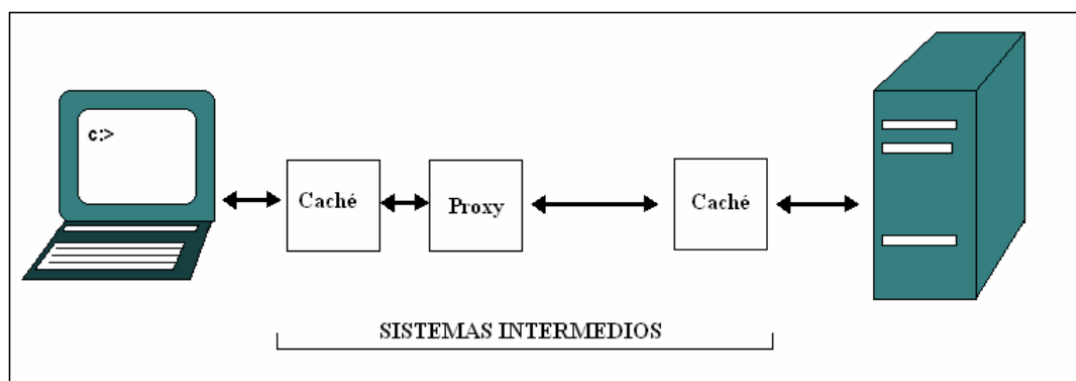 c:>
Caché
Proxy
Caché
SISTEMAS INTERMEDIOS